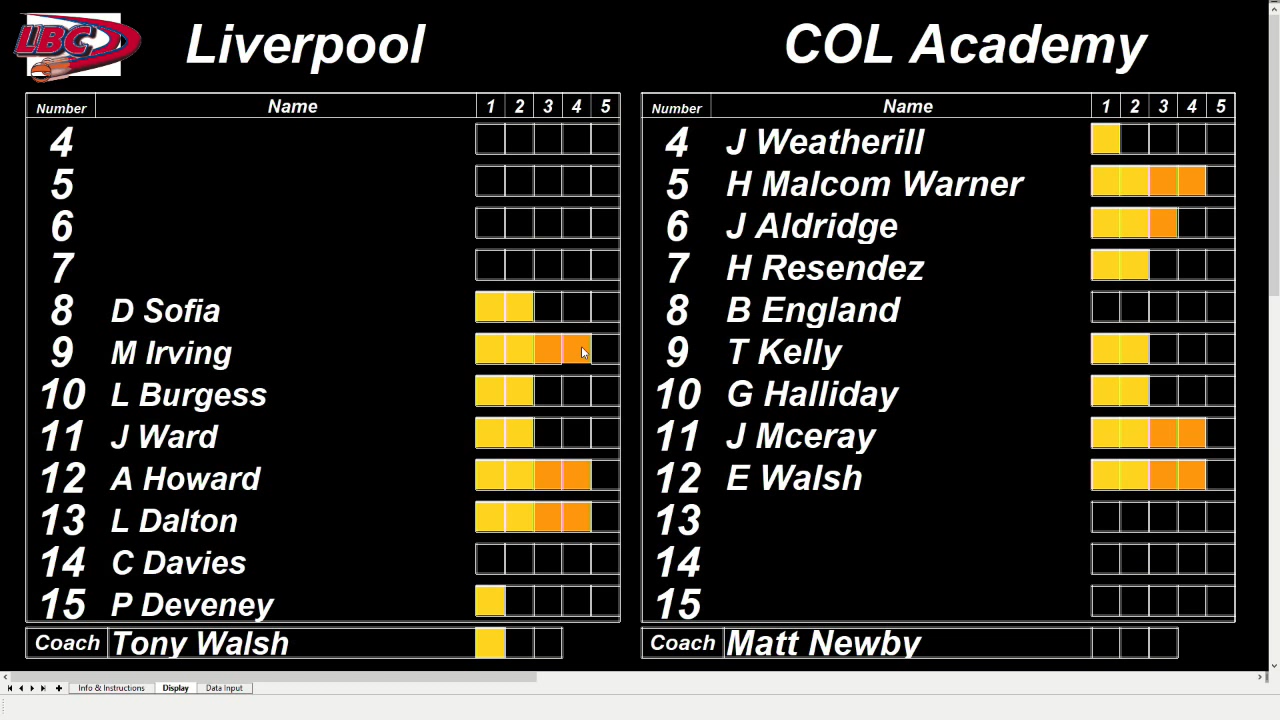 LBC Liverpool
Number Name 1 2 3 4 5
4
5
6
7
8 D Sofia
9 M Irving
10 L Burgess
11 J Ward
12 A Howard
13 L Dalton
14 C Davies
15 P Deveney
Coach Tony Walsh
COL Academy
Number Name 1 2 3 4 5
4 J Weatherill
5 H Malcom Warner
6 J Aldridge
7 H Resendez
8 B England
9 T Kelly
10 G Halliday
11 J Mceray
12 E Walsh
13
14
15
Coach Matt Newby
Info & Instructions Display Data Input